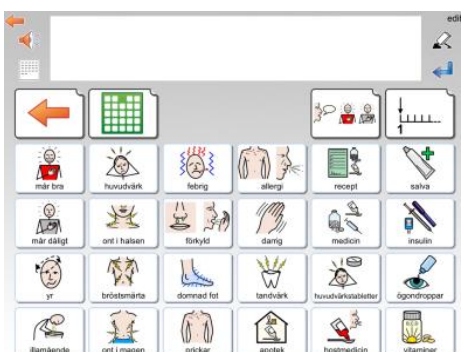 edit
1
mår bra
huvudvärk
febrig
allergi
recept
salva
mår dåligt
ont i halsen
förkyld
darrig
medicin
insulin
yr
bröstsmärta
domnad fot
tandvärk
huvudvärkstabletter
ögondroppar
illamående
ont i magen
prickar
apotek
hostmedicin
vitaminer